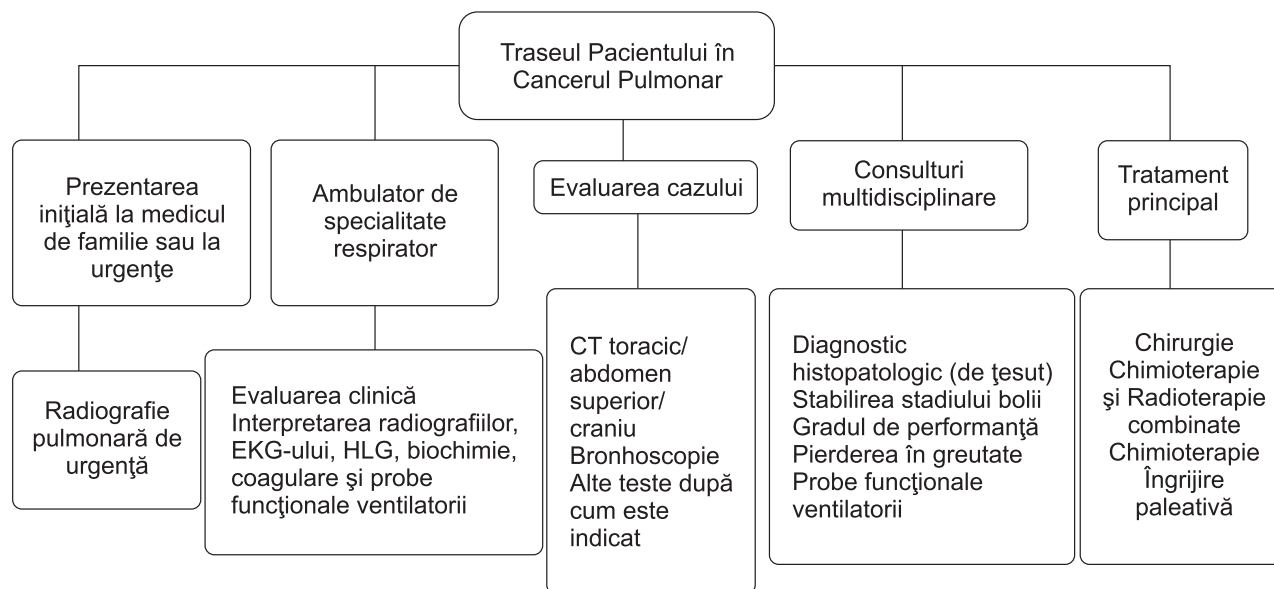 Traseul Pacientului în
Cancerul Pulmonar
Prezentarea
iniţială la medicul
de familie sau la
urgenţe
Radiografie
pulmonară de
urgenţă
Ambulator de
specialitate
respirator
Evaluarea clinică
Interpretarea radiografiilor,
EKG-ului, HLG, biochimie,
coagulare şi probe
funcţionale ventilatorii
Evaluarea cazului
CT toracic/
abdomen
superior/
craniu
Bronhoscopie
Alte teste după
cum este
indicat
Consulturi
multidisciplinare
Diagnostic
histopatologic (de ţesut)
Stabilirea stadiului bolii
Gradul de performanţă
Pierderea în greutate
Probe funcţionale
ventilatorii
Tratament
principal
Chirurgie
Chimioterapie
şi Radioterapie
combinate
Chimioterapie
Îngrijire
paleativă